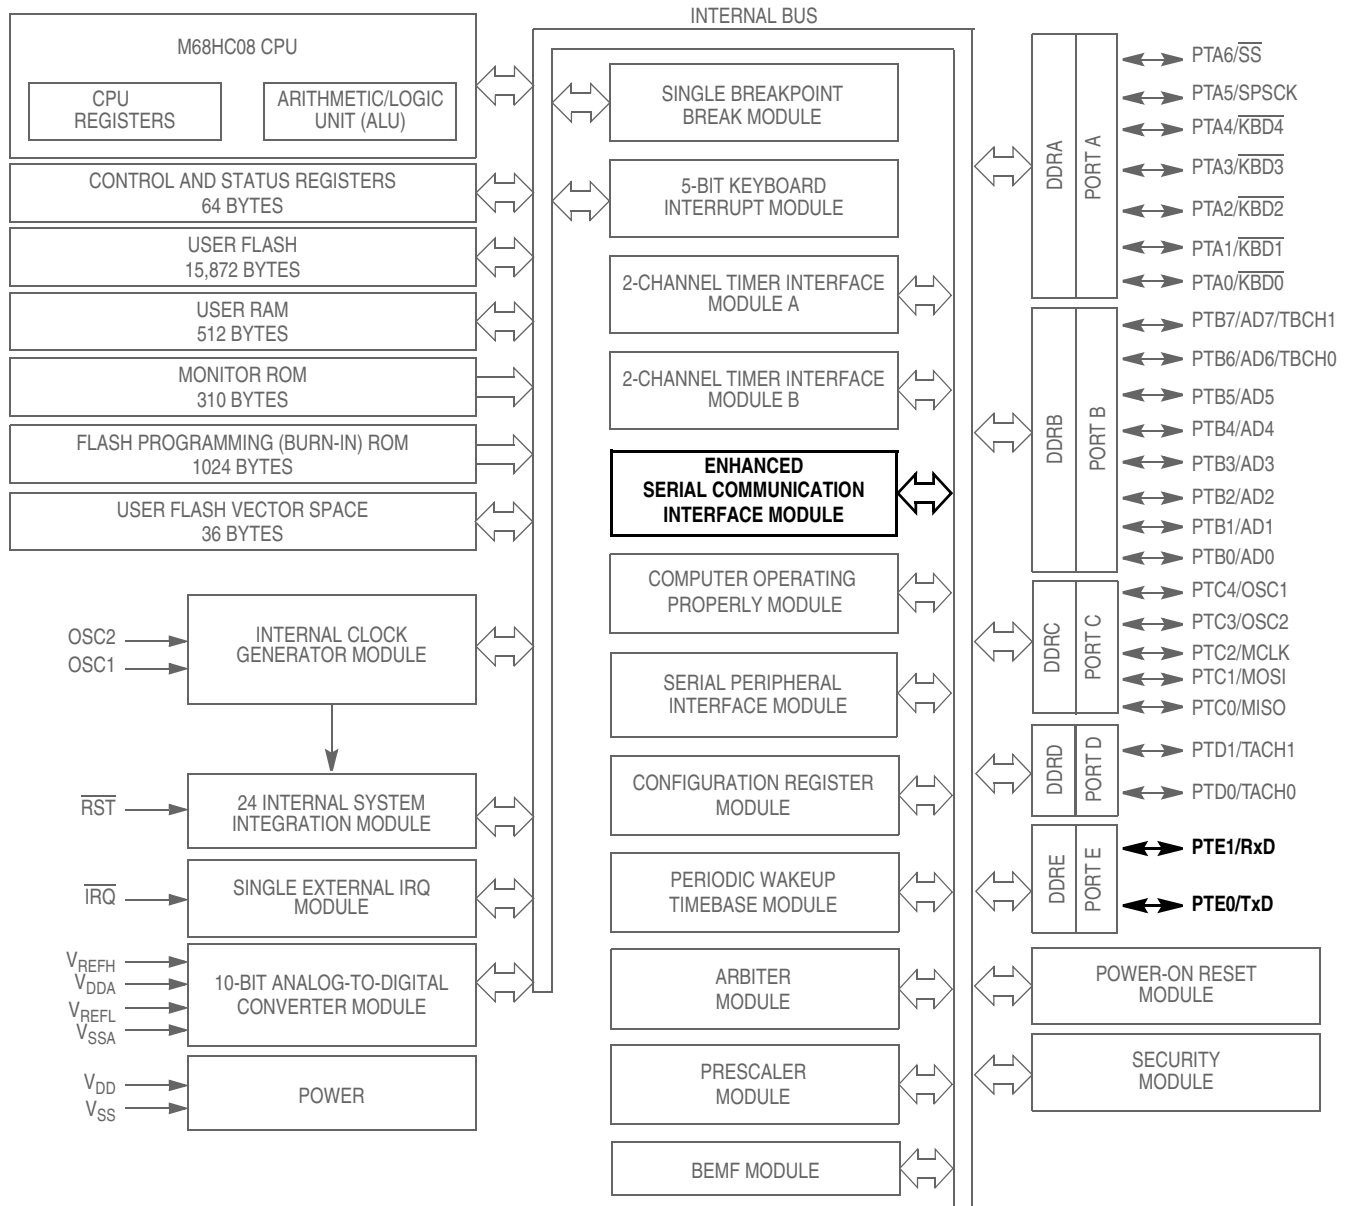 INTERNAL BUS
M68HC08 CPU
CPU
REGISTERS
ARITHMETIC/LOGIC
UNIT (ALU)
CONTROL AND STATUS REGISTERS
64 BYTES
USER FLASH
15,872 BYTES
USER RAM
512 BYTES
MONITOR ROM
310 BYTES
FLASH PROGRAMMING (BURN-IN) ROM
1024 BYTES
USER FLASH VECTOR SPACE
36 BYTES
OSC2
OSC1
INTERNAL CLOCK
GENERATOR MODULE
RST
24 INTERNAL SYSTEM
INTEGRATION MODULE
IRQ
SINGLE EXTERNAL IRQ
MODULE
VREFH
VDDA
VREFL
VSSA
10-BIT ANALOG-TO-DIGITAL
CONVERTER MODULE
VDD
VSS
POWER
SINGLE BREAKPOINT
BREAK MODULE
5-BIT KEYBOARD
INTERRUPT MODULE
2-CHANNEL TIMER INTERFACE
MODULE A
2-CHANNEL TIMER INTERFACE
MODULE B
ENHANCED
SERIAL COMMUNICATION
INTERFACE MODULE
COMPUTER OPERATING
PROPERLY MODULE
SERIAL PERIPHERAL
INTERFACE MODULE
CONFIGURATION REGISTER
MODULE
PERIODIC WAKEUP
TIMEBASE MODULE
ARBITER
MODULE
PRESCALER
MODULE
BEMF MODULE
DDRA
PORT A
PTA6/SS
PTA5/SPSCK
PTA4/KBD4
PTA3/KBD3
PTA2/KBD2
PTA1/KBD1
PTA0/KBD0
DDRB
PORT B
PTB7/AD7/TBCH1
PTB6/AD6/TBCH0
PTB5/AD5
PTB4/AD4
PTB3/AD3
PTB2/AD2
PTB1/AD1
PTB0/AD0
DDRC
PORT C
PTC4/OSC1
PTC3/OSC2
PTC2/MCLK
PTC1/MOSI
PTC0/MISO
DDRD
PORT D
PTD1/TACH1
PTD0/TACH0
DDRE
PORT E
PTE1/RxD
PTE0/TxD
POWER-ON RESET
MODULE
SECURITY
MODULE